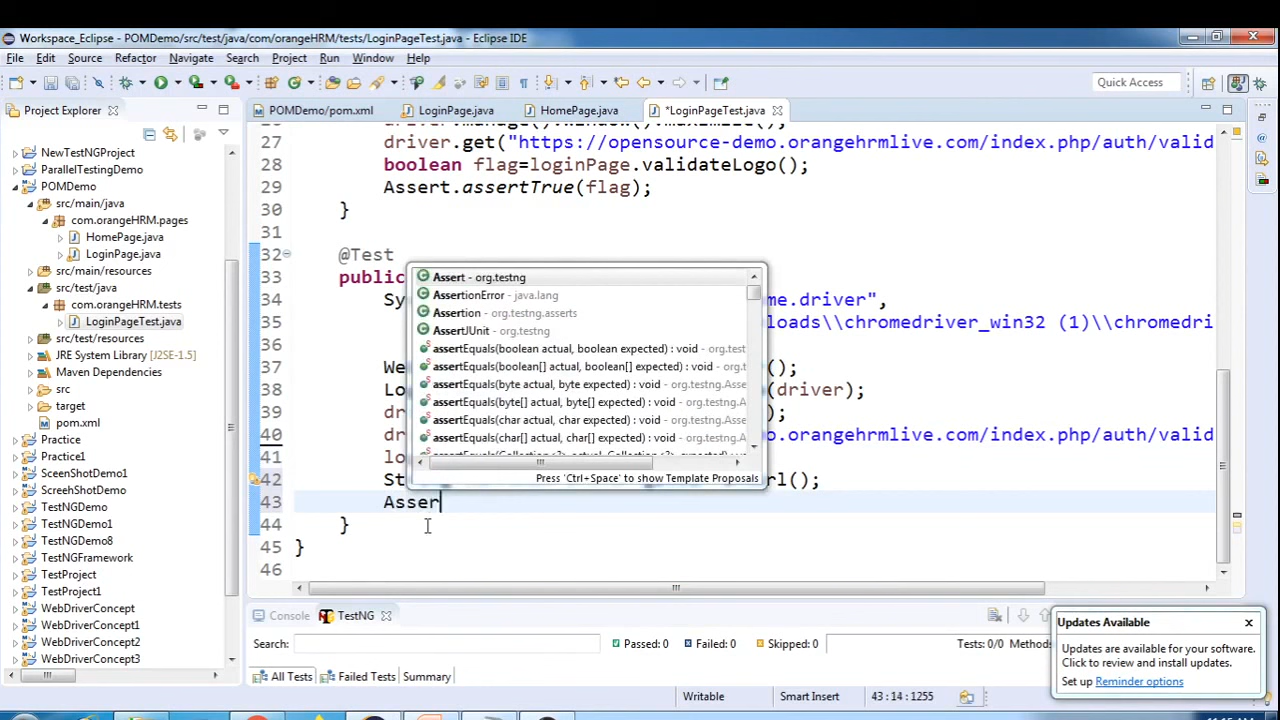 Workspace_Eclipse - POMDemo/src/test/java/com/orangeHRM/tests/LoginPageTest.java - Eclipse IDE
File Edit Source Refactor Navigate Search Project Run Window Help
Quick Access
Project Explorer
POMDemo/pom.xml LoginPage.java HomePage.java *LoginPageTest.java
NewTestNGProject
ParallelTestingDemo
POMDemo
src/main/java
com.orangeHRM.pages
HomePage.java
LoginPage.java
src/main/resources
src/test/java
com.orangeHRM.tests
LoginPageTest.java
src/test/resources
JRE System Library [J2SE-1.5]
Maven Dependencies
src
target
pom.xml
Practice
Practice1
SceenShotDemo1
ScreehShotDemo
TestNGDemo
TestNGDemo1
TestNGDemo8
TestNGFramework
TestProject
TestProject1
WebDriverConcept
WebDriverConcept1
WebDriverConcept2
WebDriverConcept3
27 driver.get("https://opensource-demo.orangehrmlive.com/index.php/auth/valid
28 boolean flag=loginPage.validateLogo();
29 Assert.assertTrue(flag);
30 }
31
32 @Test
33 public
34 Sy me.driver",
35 loads\\chromedriver_win32 (1)\\chromedri
36
37 We ();
38 Lo (driver);
39 dr );
40 dr mo.orangehrmlive.com/index.php/auth/valid
41 lo
42 St rl();
43 Asser
44 }
45 }
46
Assert - org.testng
AssertionError - java.lang
Assertion - org.testng.asserts
AssertJUnit - org.testng
assertEquals(boolean actual, boolean expected) : void - org.test
assertEquals(boolean[] actual, boolean[] expected) : void - org.t
assertEquals(byte actual, byte expected) : void - org.testng.Asse
assertEquals(byte[] actual, byte[] expected) : void - org.testng.A
assertEquals(char actual, char expected) : void - org.testng.Asse
assertEquals(char[] actual, char[] expected) : void - org.testng.A
Press 'Ctrl+Space' to show Template Proposals
Console TestNG
Search: Passed: 0 Failed: 0 Skipped: 0 Tests: 0/0 Methods
All Tests Failed Tests Summary
Updates Available
Updates are available for your software.
Click to review and install updates.
Set up Reminder options
Writable Smart Insert 43 : 14 : 1255